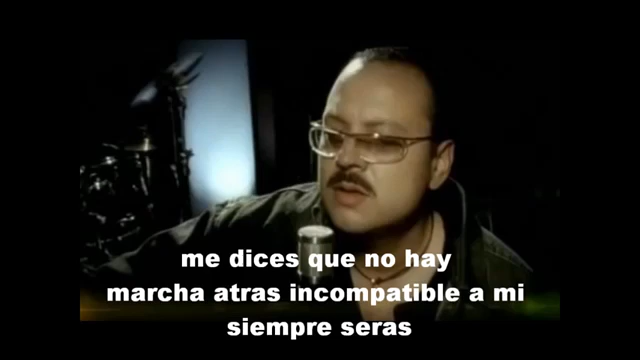 me dices que no hay
marcha atras incompatible a mi
siempre seras